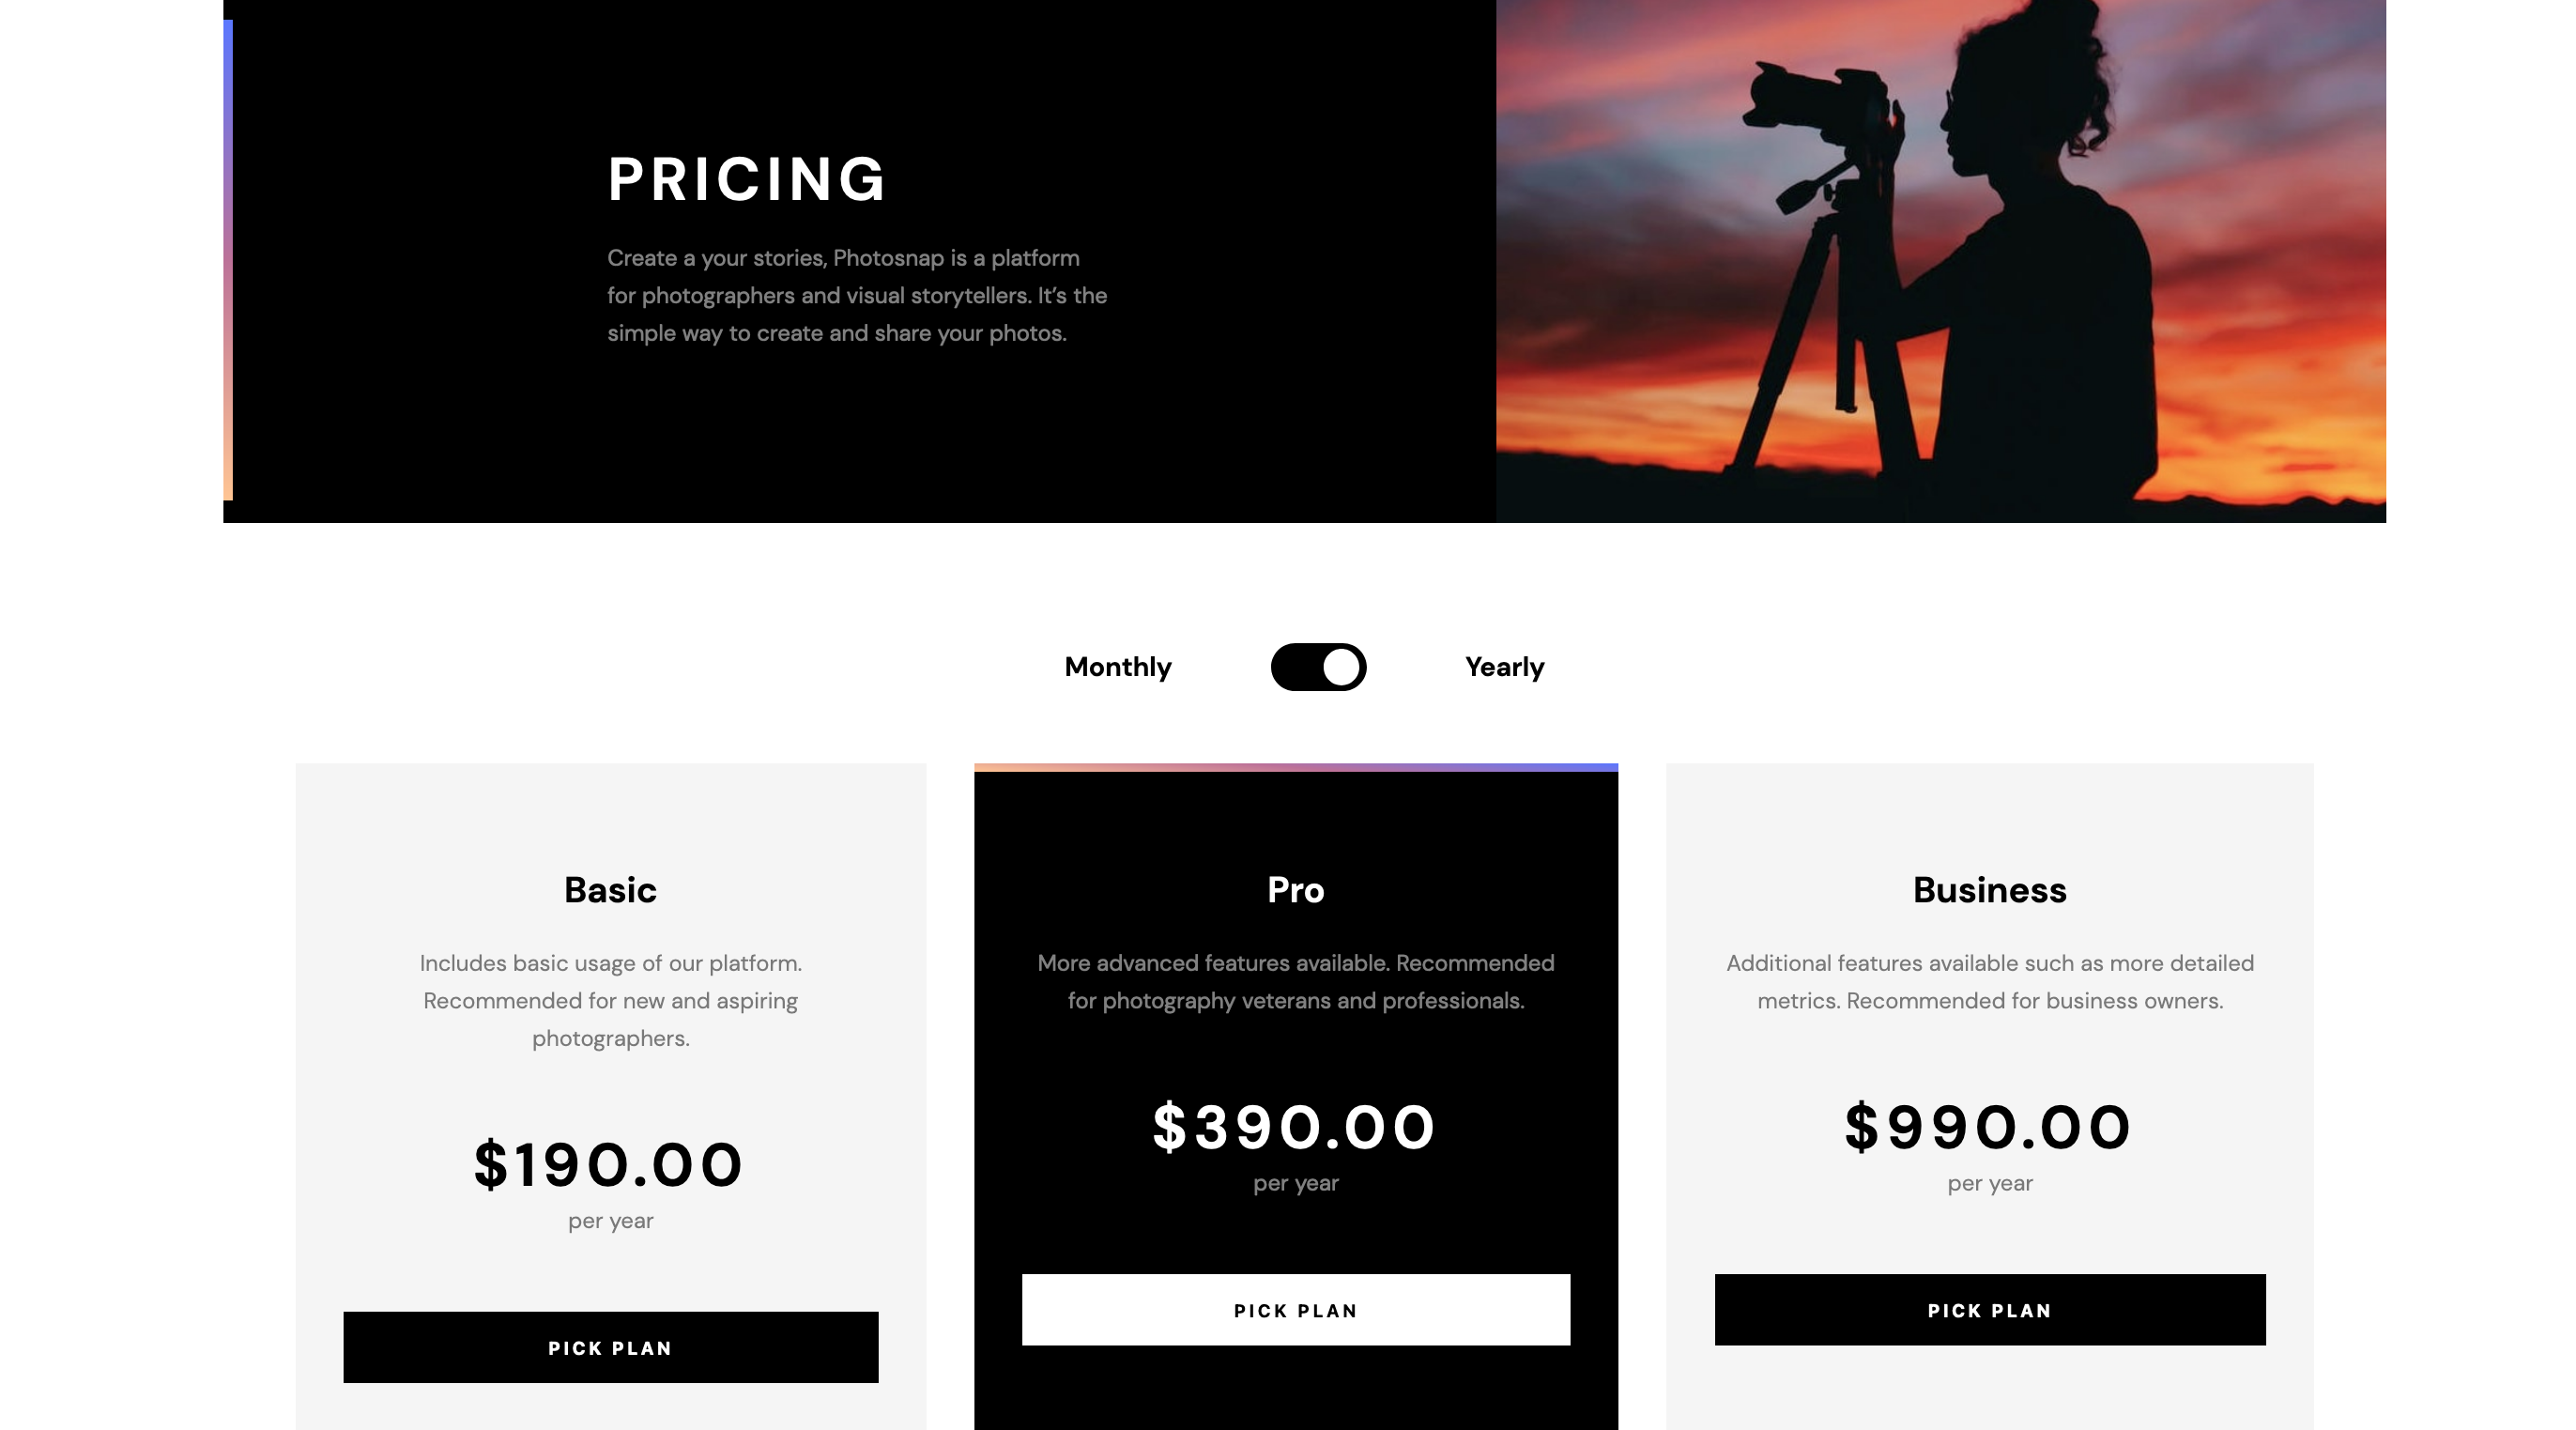 PRICING
Create a your stories, Photosnap is a platform
for photographers and visual storytellers. It’s the
simple way to create and share your photos.
Monthly
Yearly
Basic
Includes basic usage of our platform.
Recommended for new and aspiring
photographers.
$190.00
per year
PICK PLAN
Pro
More advanced features available. Recommended
for photography veterans and professionals.
$390.00
per year
PICK PLAN
Business
Additional features available such as more detailed
metrics. Recommended for business owners.
$990.00
per year
PICK PLAN